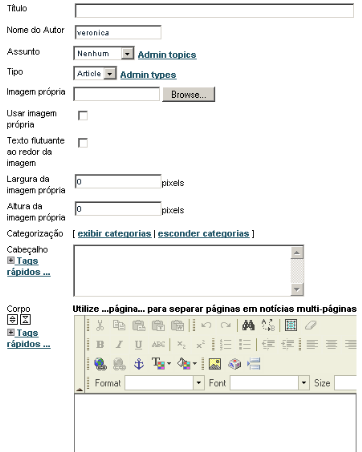 Título
Nome do Autor veronica
Assunto Nenhum Admin topics
Tipo Article Admin types
Imagem própria Browse...
Usar imagem
própria
Texto flutuante
ao redor da
imagem
Largura da
imagem própria 0 pixels
Altura da
imagem própria 0 pixels
Categorização [ exibir categorias | esconder categorias ]
Cabeçalho
Tags
rápidos ...
Corpo Utilize ...página... para separar páginas em notícias multi-páginas
Tags
rápidos ...
B I U ABC x₂ x²
Format Font Size